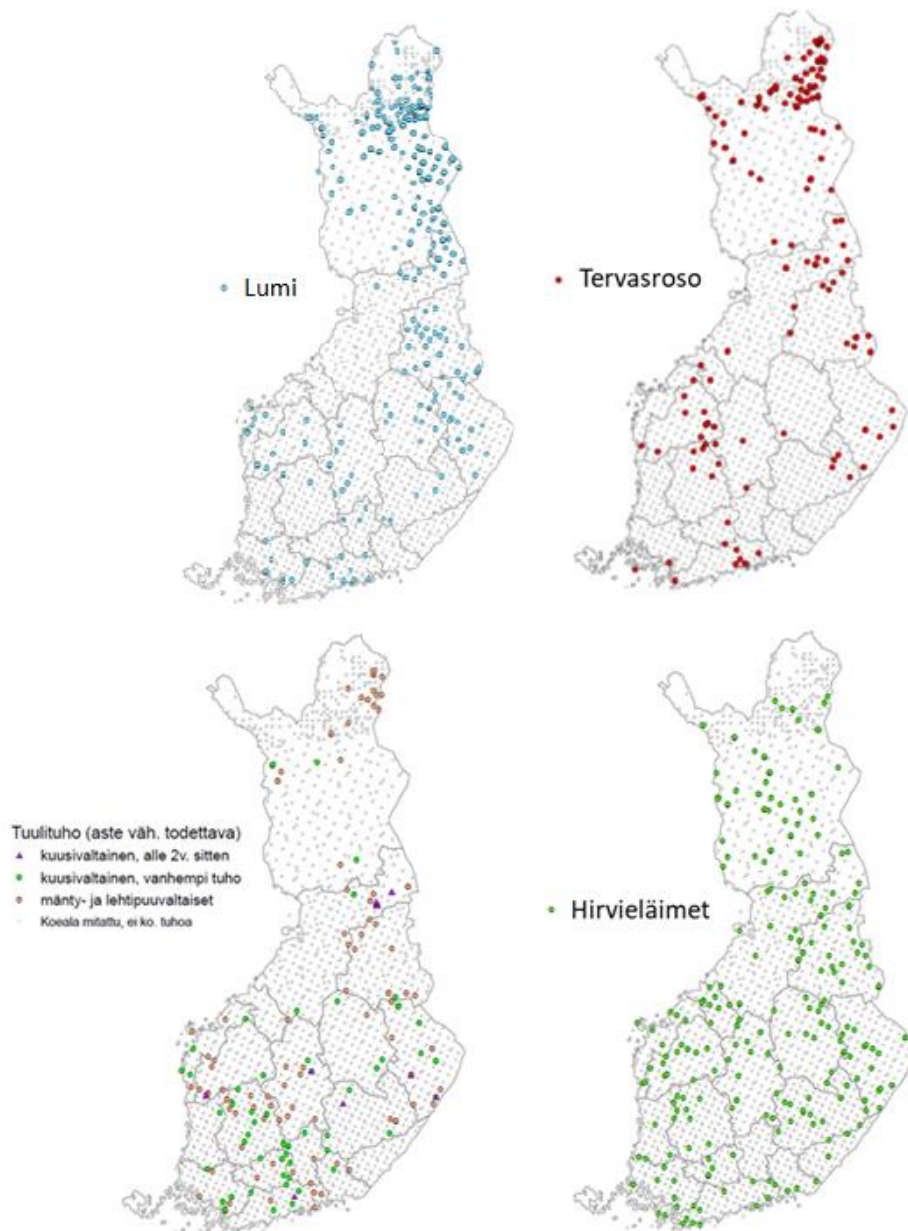 Lumi
Tervasroso
Tuulituho (aste väh. todettava)
kuusivaltainen, alle 2v. sitten
kuusivaltainen, vanhempi tuho
mänty- ja lehtipuuvaltaiset
Koeala mitattu, ei ko. tuhoa
Hirvieläimet